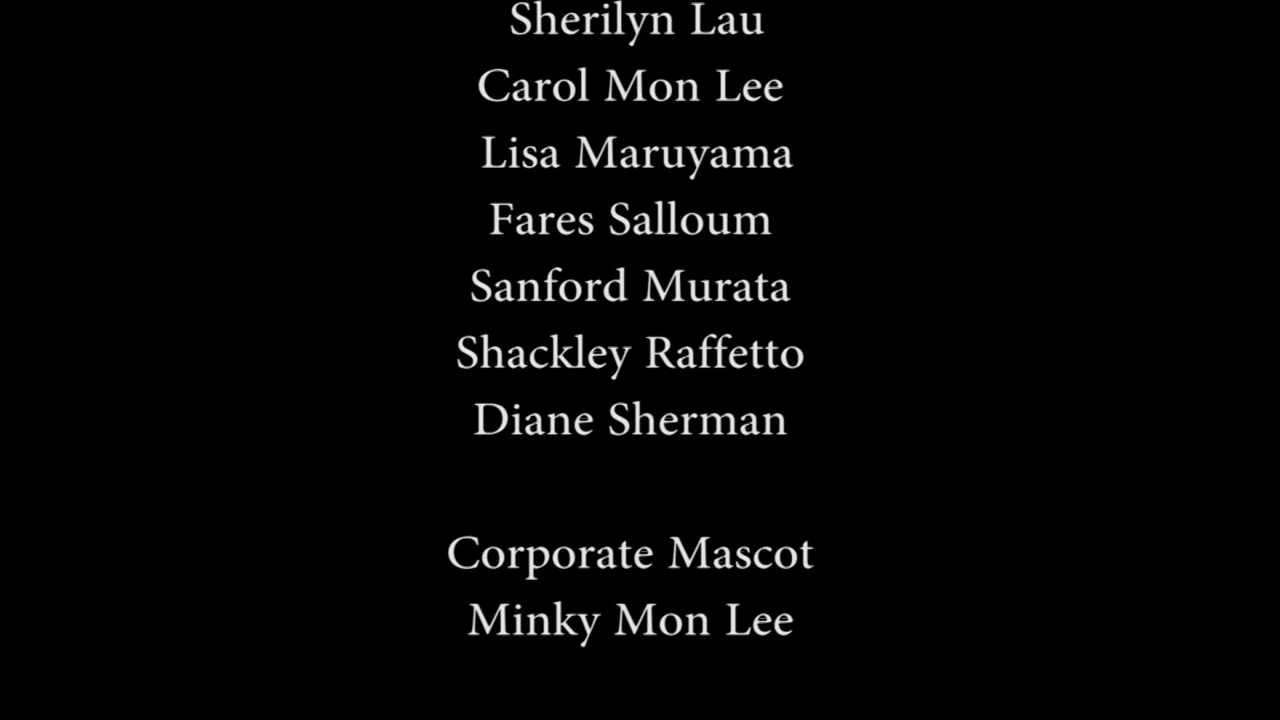 Sherilyn Lau
Carol Mon Lee
Lisa Maruyama
Fares Salloum
Sanford Murata
Shackley Raffetto
Diane Sherman
Corporate Mascot
Minky Mon Lee